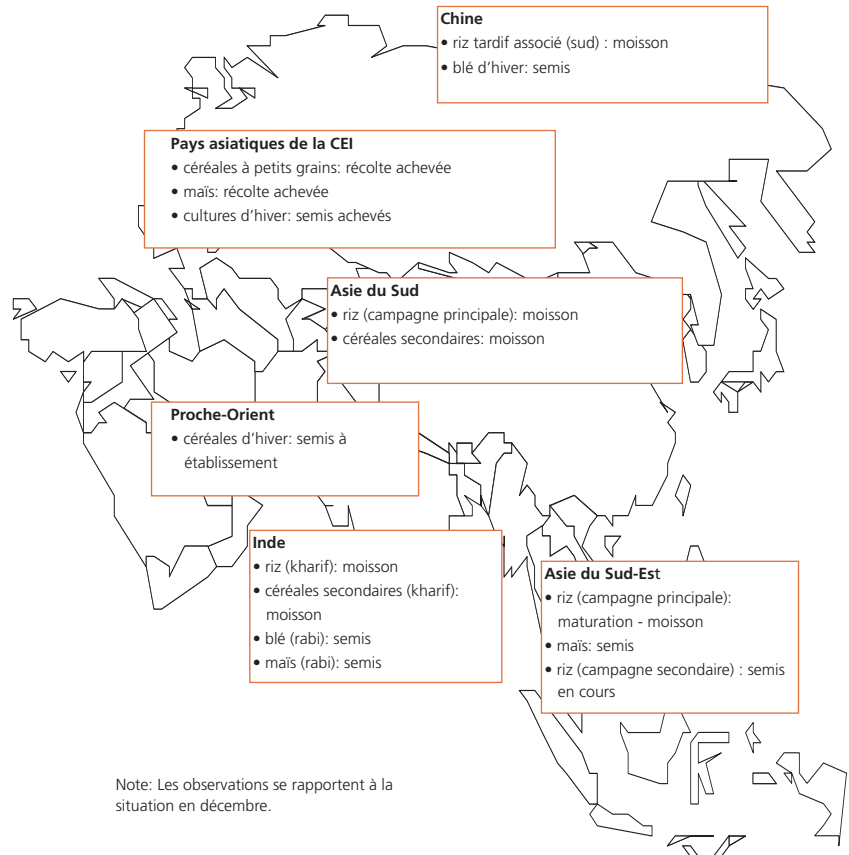 Chine
• riz tardif associé (sud) : moisson
• blé d'hiver: semis
Pays asiatiques de la CEI
• céréales à petits grains: récolte achevée
• maïs: récolte achevée
• cultures d'hiver: semis achevés
Asie du Sud
• riz (campagne principale): moisson
• céréales secondaires: moisson
Proche-Orient
• céréales d'hiver: semis à
établissement
Inde
• riz (kharif): moisson
• céréales secondaires (kharif):
moisson
• blé (rabi): semis
• maïs (rabi): semis
Asie du Sud-Est
• riz (campagne principale):
maturation - moisson
• maïs: semis
• riz (campagne secondaire) : semis
en cours
Note: Les observations se rapportent à la
situation en décembre.